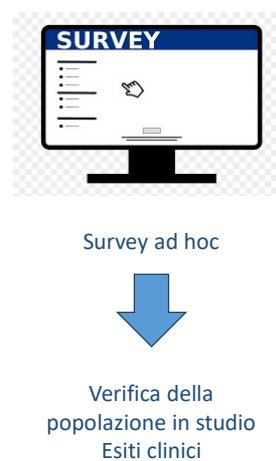 SURVEY
Survey ad hoc
Verifica della
popolazione in studio
Esiti clinici